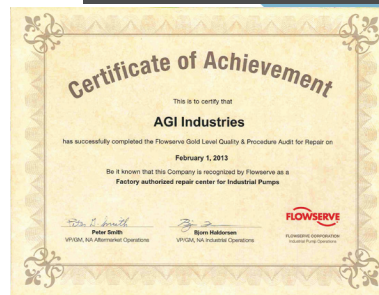 Certificate of Achievement
This is to certify that
AGI Industries
has successfully completed the Flowserve Gold Level Quality & Procedure Audit for Repair on
February 1, 2013
Be it known that this Company is recognized by Flowserve as a
Factory authorized repair center for Industrial Pumps
Peter Smith
VP/GM, NA Aftermarket Operations
Bjorn Haldorsen
VP/GM, NA Industrial Operations
FLOWSERVE
FLOWSERVE CORPORATION
Industrial Pump Operations